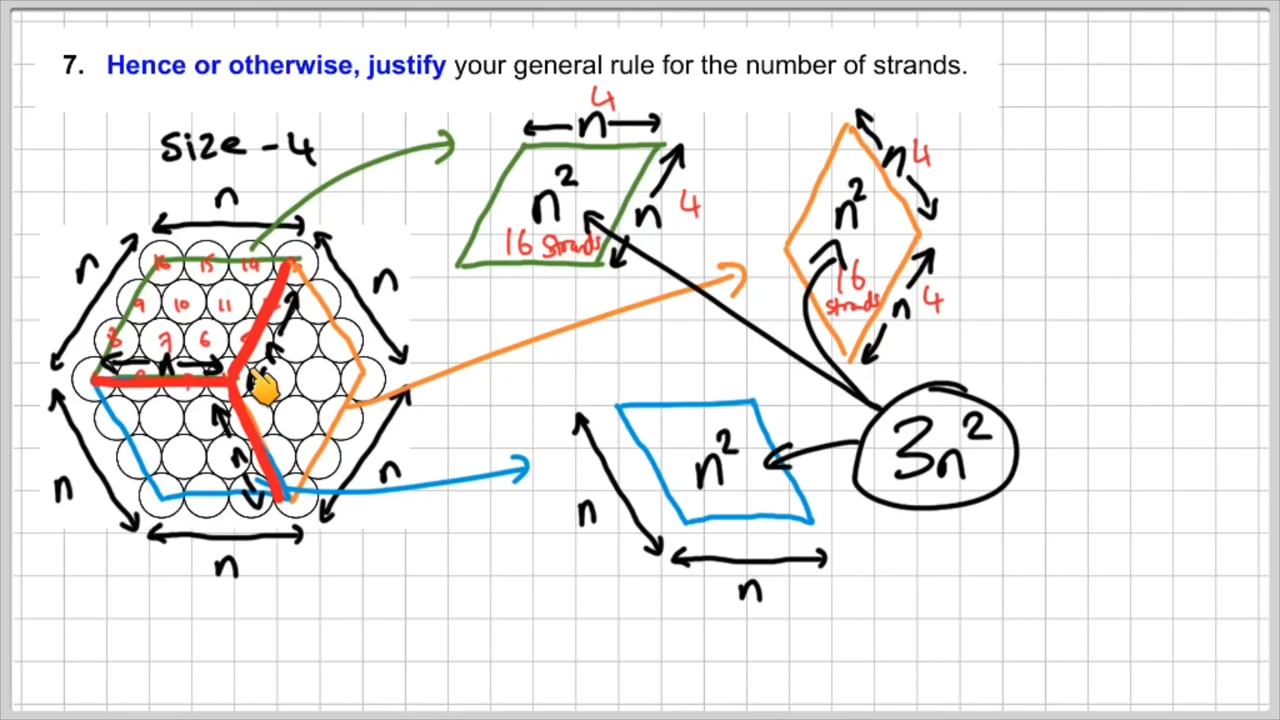 7. Hence or otherwise, justify your general rule for the number of strands.
size - 4
n
n
n
n
n
n
n
n
16 15 14
9 10 11
8 7 6
4
n
n²
n
4
16 strands
n 4
n²
16
strands
n 4
n²
n
n
3n²